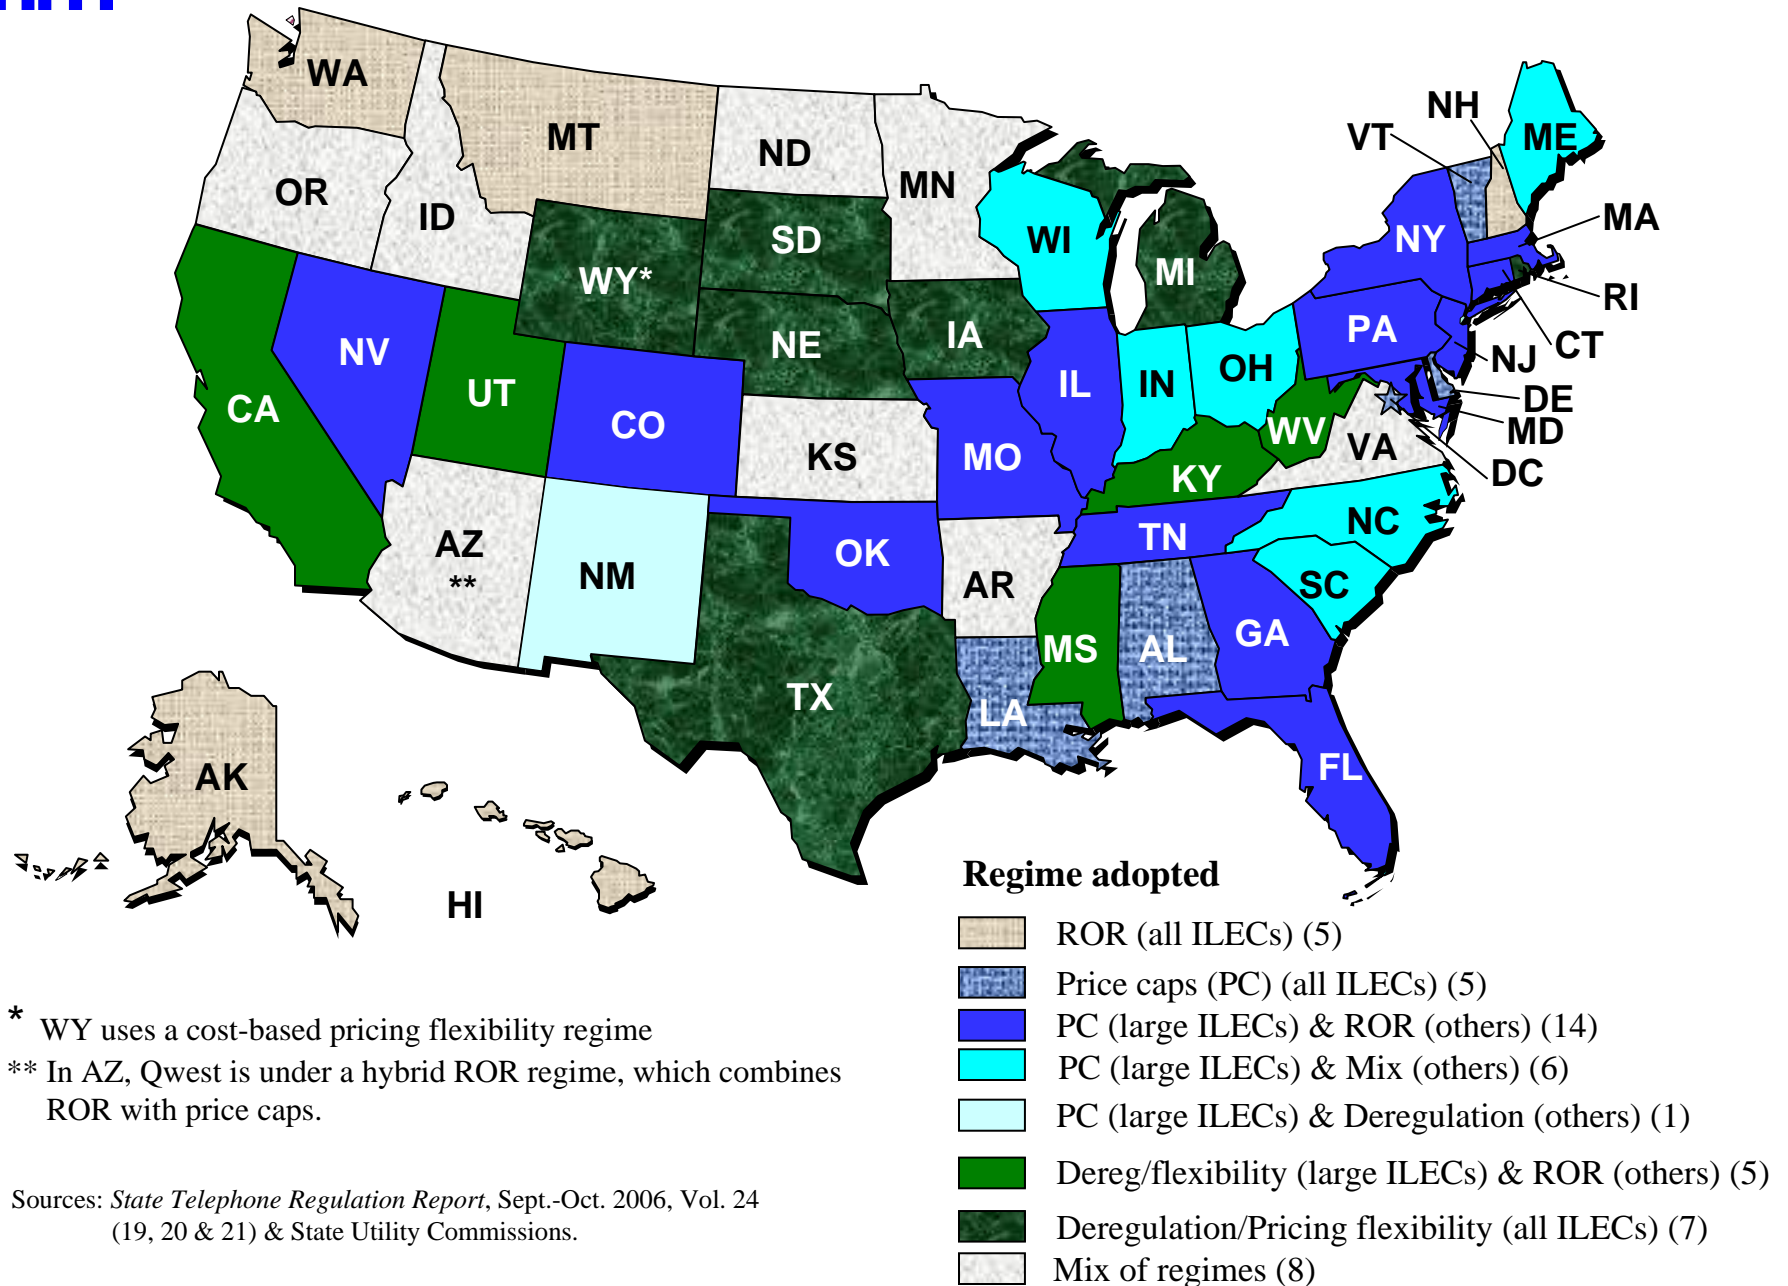 WA
MT
ND
MN
OR
ID
SD
WY*
NE
IA
WI
MI
NH
VT
ME
NY
MA
RI
CT
PA
NJ
DE
MD
DC
NV
UT
CA
CO
KS
MO
IL
IN
OH
WV
VA
KY
AZ
**
NM
OK
AR
TN
NC
SC
MS
AL
GA
LA
TX
FL
AK
HI
Regime adopted
ROR (all ILECs) (5)
Price caps (PC) (all ILECs) (5)
PC (large ILECs) & ROR (others) (14)
PC (large ILECs) & Mix (others) (6)
PC (large ILECs) & Deregulation (others) (1)
Dereg/flexibility (large ILECs) & ROR (others) (5)
Deregulation/Pricing flexibility (all ILECs) (7)
Mix of regimes (8)
* WY uses a cost-based pricing flexibility regime
** In AZ, Qwest is under a hybrid ROR regime, which combines
ROR with price caps.
Sources: State Telephone Regulation Report, Sept.-Oct. 2006, Vol. 24
(19, 20 & 21) & State Utility Commissions.